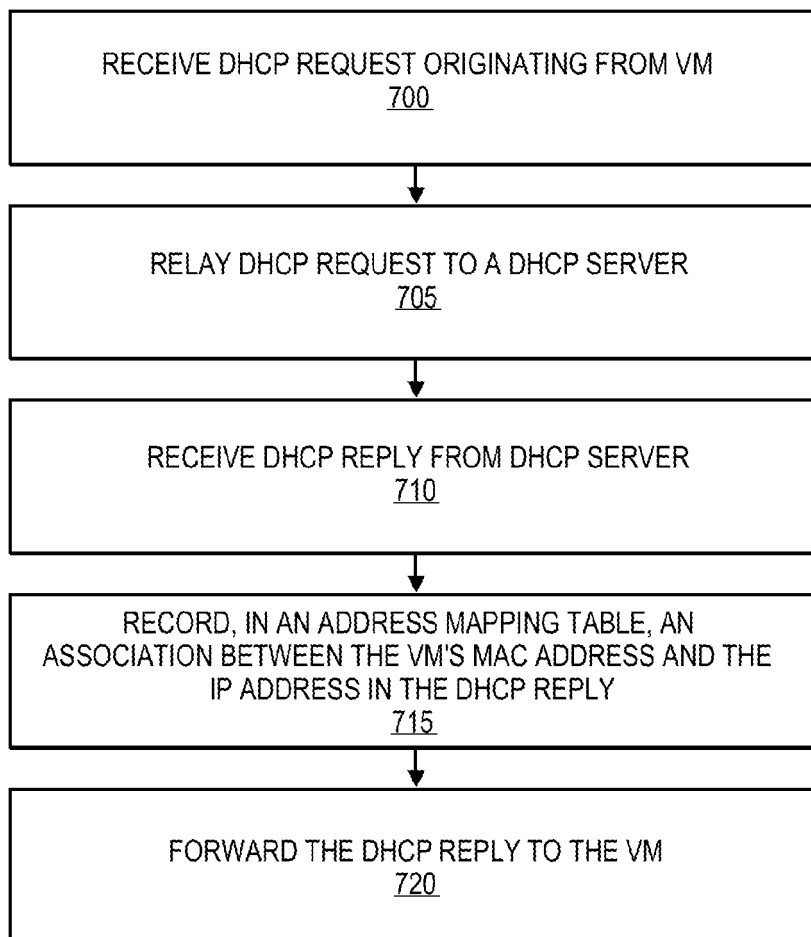 RECEIVE DHCP REQUEST ORIGINATING FROM VM
700
RELAY DHCP REQUEST TO A DHCP SERVER
705
RECEIVE DHCP REPLY FROM DHCP SERVER
710
RECORD, IN AN ADDRESS MAPPING TABLE, AN
ASSOCIATION BETWEEN THE VM'S MAC ADDRESS AND THE
IP ADDRESS IN THE DHCP REPLY
715
FORWARD THE DHCP REPLY TO THE VM
720